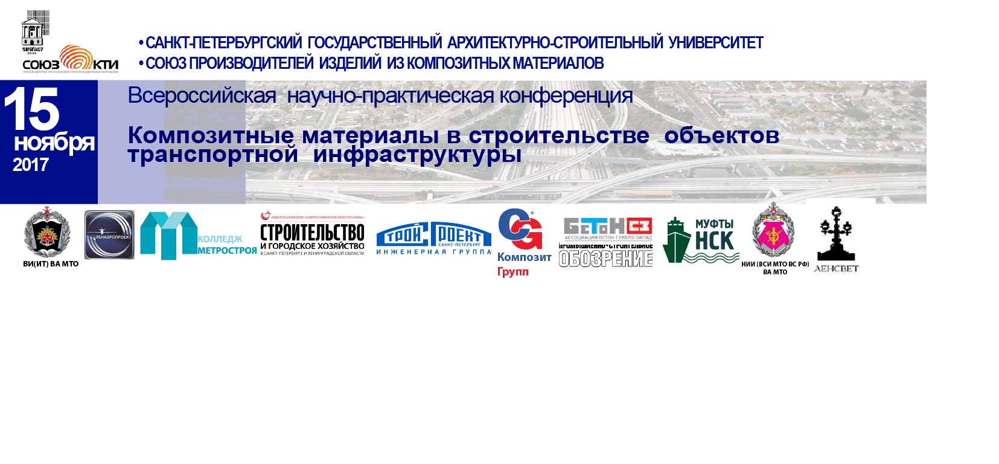 • САНКТ-ПЕТЕРБУРГСКИЙ ГОСУДАРСТВЕННЫЙ АРХИТЕКТУРНО-СТРОИТЕЛЬНЫЙ УНИВЕРСИТЕТ
• СОЮЗ ПРОИЗВОДИТЕЛЕЙ ИЗДЕЛИЙ ИЗ КОМПОЗИТНЫХ МАТЕРИАЛОВ
СОЮЗ КТИ
15
ноября
2017
Всероссийская научно-практическая конференция
Композитные материалы в строительстве объектов
транспортной инфраструктуры
ВИ(ИТ) ВА МТО
ЛЕНАЭРОПРОЕКТ
КОЛЛЕДЖ
МЕТРОСТРОЯ
ИЗДАТЕЛЬСКИЙ ДОМ «СЕВЕРОСЛАВЯНСКОЕ БЮРО РЕКЛАМЫ»
СТРОИТЕЛЬСТВО
И ГОРОДСКОЕ ХОЗЯЙСТВО
В САНКТ-ПЕТЕРБУРГЕ И ЛЕНИНГРАДСКОЙ ОБЛАСТИ
ТРОЙСПРОЕКТ
САНКТ-ПЕТЕРБУРГ
ИНЖЕНЕРНАЯ ГРУППА
CG®
Композит
Групп
БЕТОН СЗ
АССОЦИАЦИЯ БЕТОН СЕВЕРО-ЗАПАД
ПРОМЫШЛЕННО-СТРОИТЕЛЬНОЕ
ОБОЗРЕНИЕ
МУФТЫ
НСК
НИИ (ВСИ МТО ВС РФ)
ВА МТО
ЛЕНСВЕТ